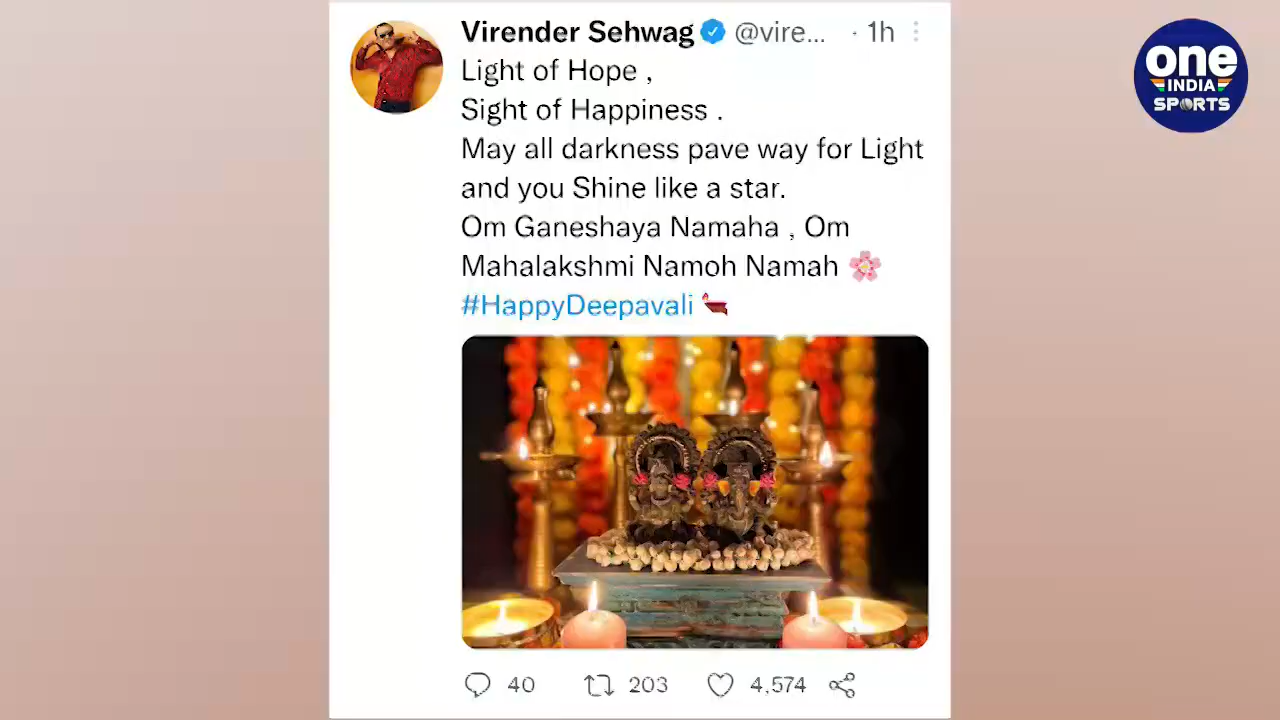 Virender Sehwag @vire... · 1h
Light of Hope ,
Sight of Happiness .
May all darkness pave way for Light
and you Shine like a star.
Om Ganeshaya Namaha , Om
Mahalakshmi Namoh Namah 🌸
#HappyDeepavali 🪔
40 203 4,574
one
INDIA
SPORTS